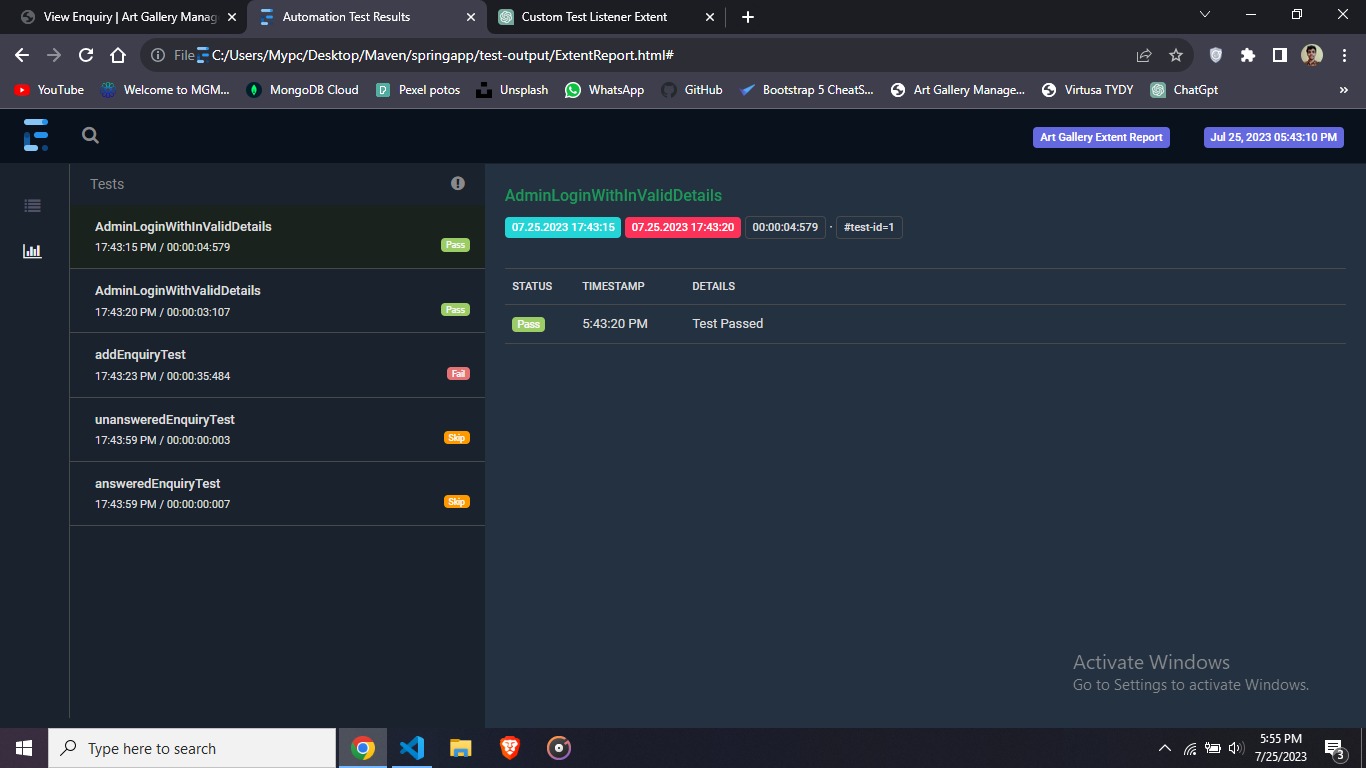 View Enquiry | Art Gallery Manag
Automation Test Results
Custom Test Listener Extent
File C:/Users/Mypc/Desktop/Maven/springapp/test-output/ExtentReport.html#
YouTube
Welcome to MGM...
MongoDB Cloud
Pexel potos
Unsplash
WhatsApp
GitHub
Bootstrap 5 CheatS...
Art Gallery Manage...
Virtusa TYDY
ChatGpt
Art Gallery Extent Report
Jul 25, 2023 05:43:10 PM
Tests
AdminLoginWithInValidDetails
17:43:15 PM / 00:00:04:579
Pass
AdminLoginWithValidDetails
17:43:20 PM / 00:00:03:107
Pass
addEnquiryTest
17:43:23 PM / 00:00:35:484
Fail
unansweredEnquiryTest
17:43:59 PM / 00:00:00:003
Skip
answeredEnquiryTest
17:43:59 PM / 00:00:00:007
Skip
AdminLoginWithInValidDetails
07.25.2023 17:43:15
07.25.2023 17:43:20
00:00:04:579
· #test-id=1
STATUS TIMESTAMP DETAILS
Pass 5:43:20 PM Test Passed
Activate Windows
Go to Settings to activate Windows.
Type here to search
5:55 PM
7/25/2023
3